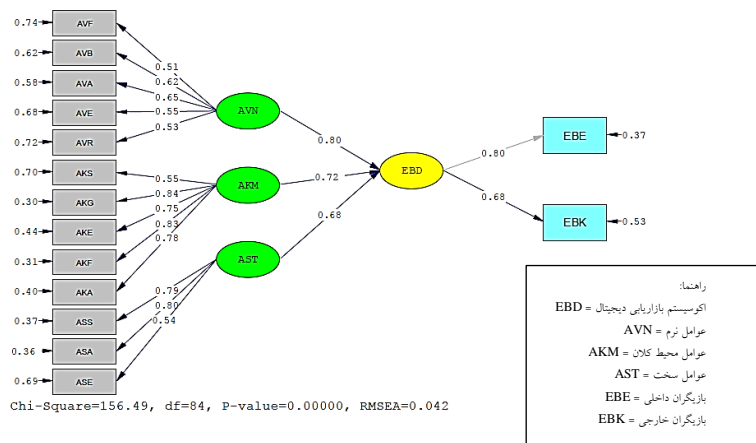 0.74 AVF
0.62 AVB
0.58 AVA
0.68 AVE
0.72 AVR
0.70 AKS
0.30 AKG
0.44 AKE
0.31 AKF
0.40 AKA
0.37 ASS
0.36 ASA
0.69 ASE
0.51
0.62
0.65
0.55
0.53
0.55
0.84
0.75
0.83
0.78
0.79
0.80
0.54
AVN
AKM
AST
0.80
0.72
0.68
EBD
0.80
0.68
EBE 0.37
EBK 0.53
Chi-Square=156.49, df=84, P-value=0.00000, RMSEA=0.042
راهنما:
اکوسیستم بازاریابی دیجیتال = EBD
عوامل نرم = AVN
عوامل محیط کلان = AKM
عوامل سخت = AST
بازیگران داخلی = EBE
بازیگران خارجی = EBK